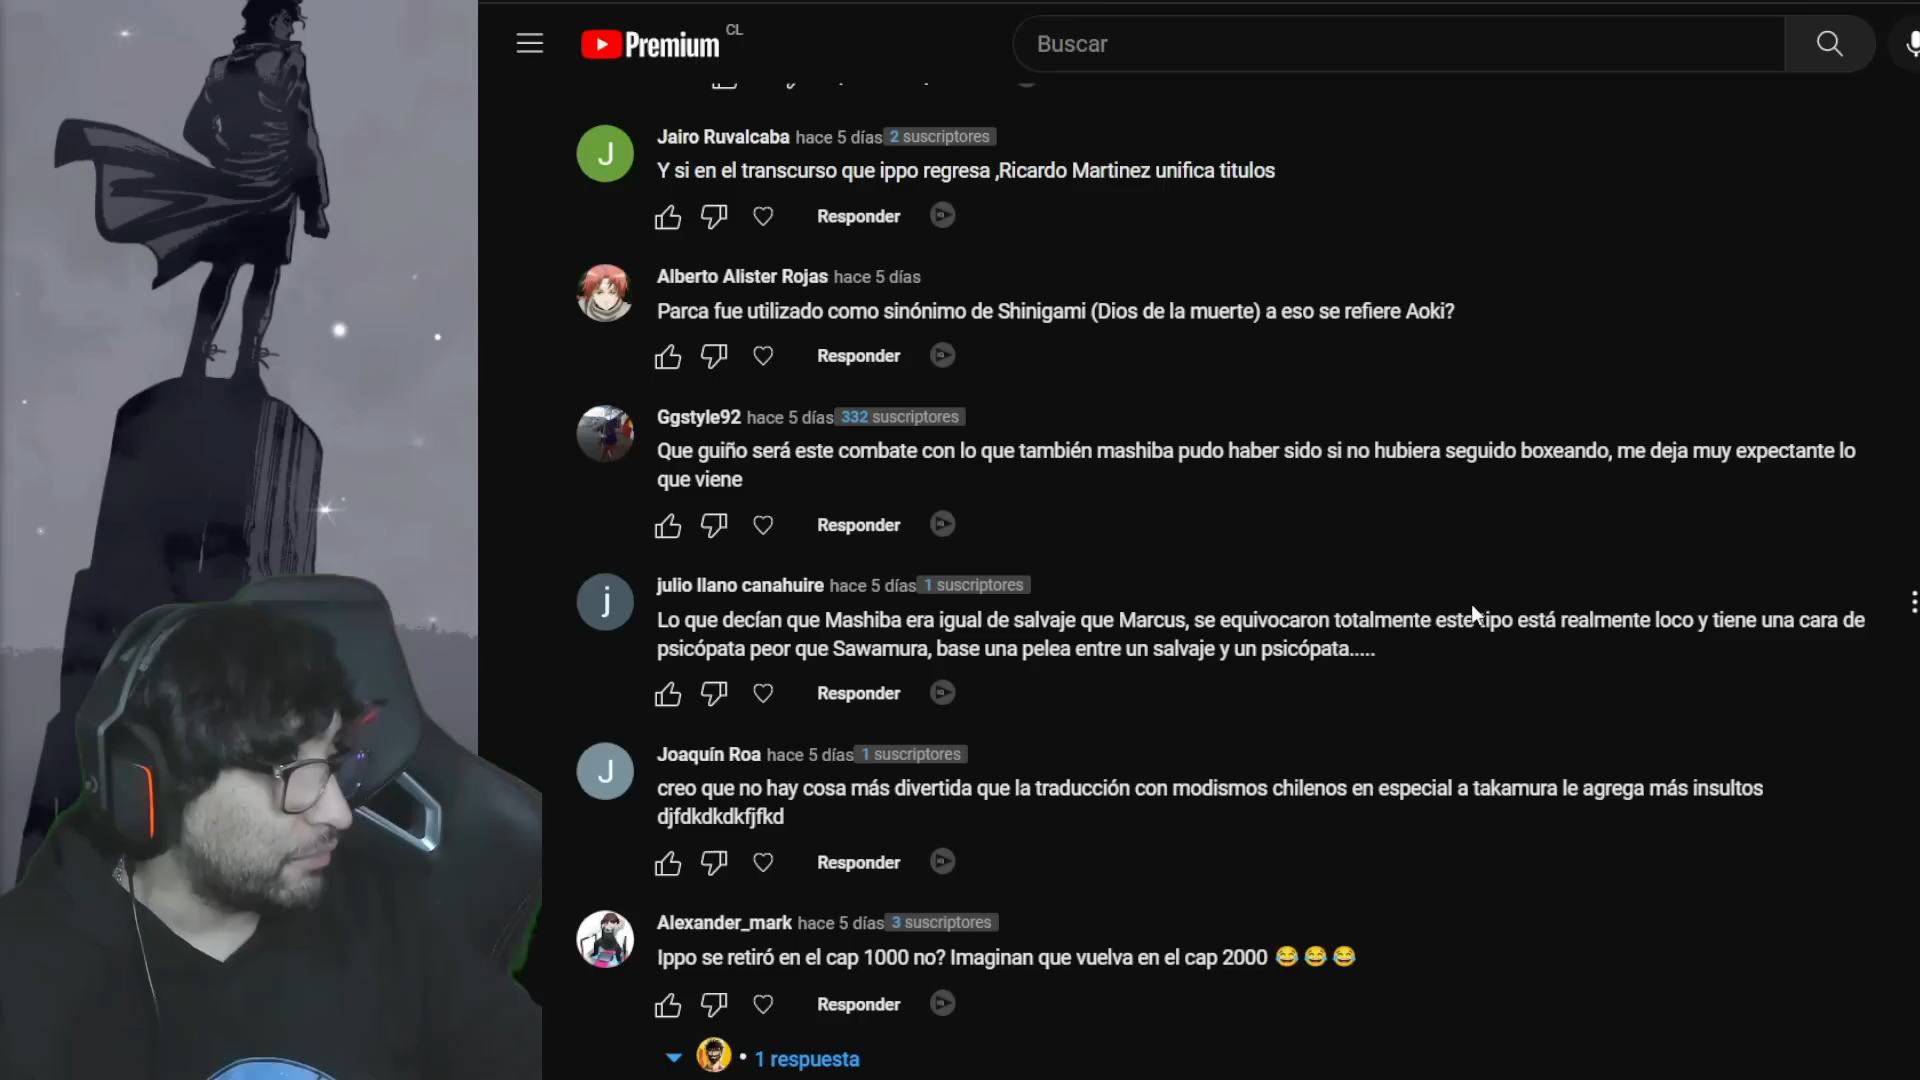 Premium CL
Buscar
Jairo Ruvalcaba hace 5 días 2 suscriptores
Y si en el transcurso que ippo regresa ,Ricardo Martinez unifica titulos
Responder
Alberto Alister Rojas hace 5 días
Parca fue utilizado como sinónimo de Shinigami (Dios de la muerte) a eso se refiere Aoki?
Responder
Ggstyle92 hace 5 días 332 suscriptores
Que guiño será este combate con lo que también mashiba pudo haber sido si no hubiera seguido boxeando, me deja muy expectante lo
que viene
Responder
julio llano canahuire hace 5 días 1 suscriptores
Lo que decían que Mashiba era igual de salvaje que Marcus, se equivocaron totalmente este tipo está realmente loco y tiene una cara de
psicópata peor que Sawamura, base una pelea entre un salvaje y un psicópata.....
Responder
Joaquín Roa hace 5 días 1 suscriptores
creo que no hay cosa más divertida que la traducción con modismos chilenos en especial a takamura le agrega más insultos
djfdkdkdkfjfkd
Responder
Alexander_mark hace 5 días 3 suscriptores
Ippo se retiró en el cap 1000 no? Imaginan que vuelva en el cap 2000 😂😂😂
Responder
• 1 respuesta